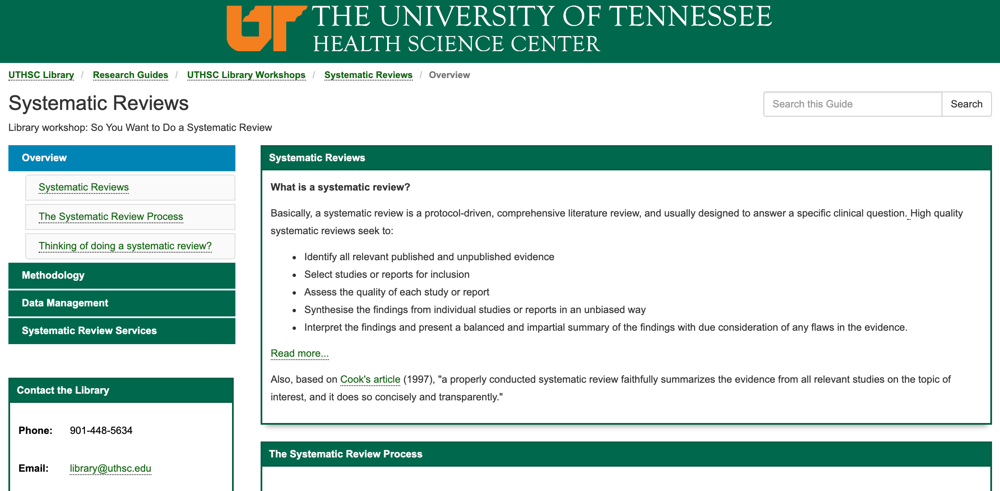 UT THE UNIVERSITY OF TENNESSEE
HEALTH SCIENCE CENTER
UTHSC Library / Research Guides / UTHSC Library Workshops / Systematic Reviews / Overview
Systematic Reviews
Search this Guide Search
Library workshop: So You Want to Do a Systematic Review
Overview
Systematic Reviews
The Systematic Review Process
Thinking of doing a systematic review?
Methodology
Data Management
Systematic Review Services
Contact the Library
Phone: 901-448-5634
Email: library@uthsc.edu
Systematic Reviews
What is a systematic review?
Basically, a systematic review is a protocol-driven, comprehensive literature review, and usually designed to answer a specific clinical question. High quality
systematic reviews seek to:
• Identify all relevant published and unpublished evidence
• Select studies or reports for inclusion
• Assess the quality of each study or report
• Synthesise the findings from individual studies or reports in an unbiased way
• Interpret the findings and present a balanced and impartial summary of the findings with due consideration of any flaws in the evidence.
Read more...
Also, based on Cook's article (1997), "a properly conducted systematic review faithfully summarizes the evidence from all relevant studies on the topic of
interest, and it does so concisely and transparently."
The Systematic Review Process